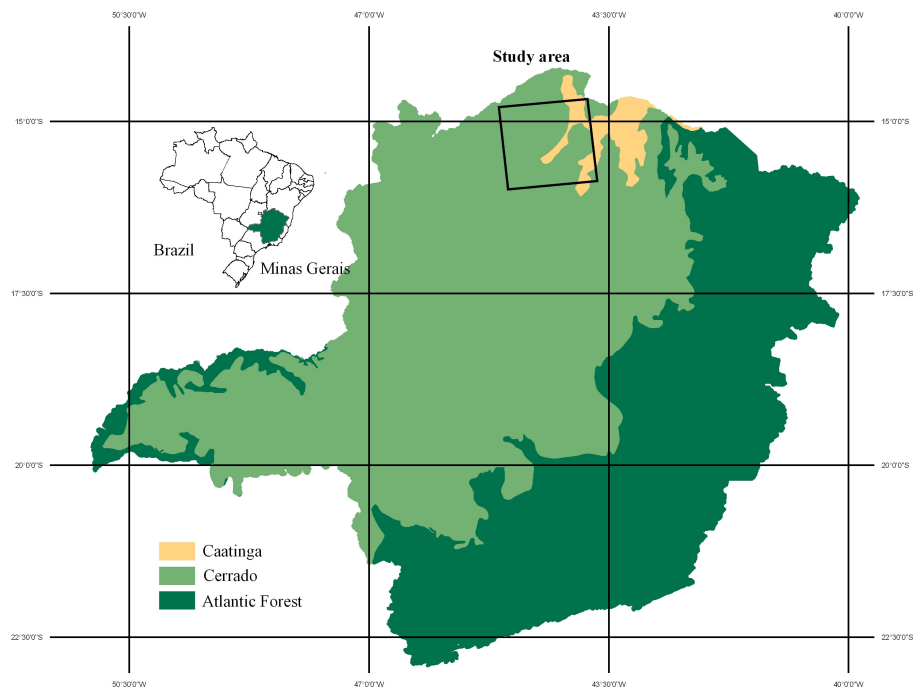 50°30'0"W 47°0'0"W 43°30'0"W 40°0'0"W
Study area
15°0'0"S 15°0'0"S
Brazil
Minas Gerais
17°30'0"S 17°30'0"S
20°0'0"S 20°0'0"S
Caatinga
Cerrado
Atlantic Forest
22°30'0"S 22°30'0"S
50°30'0"W 47°0'0"W 43°30'0"W 40°0'0"W